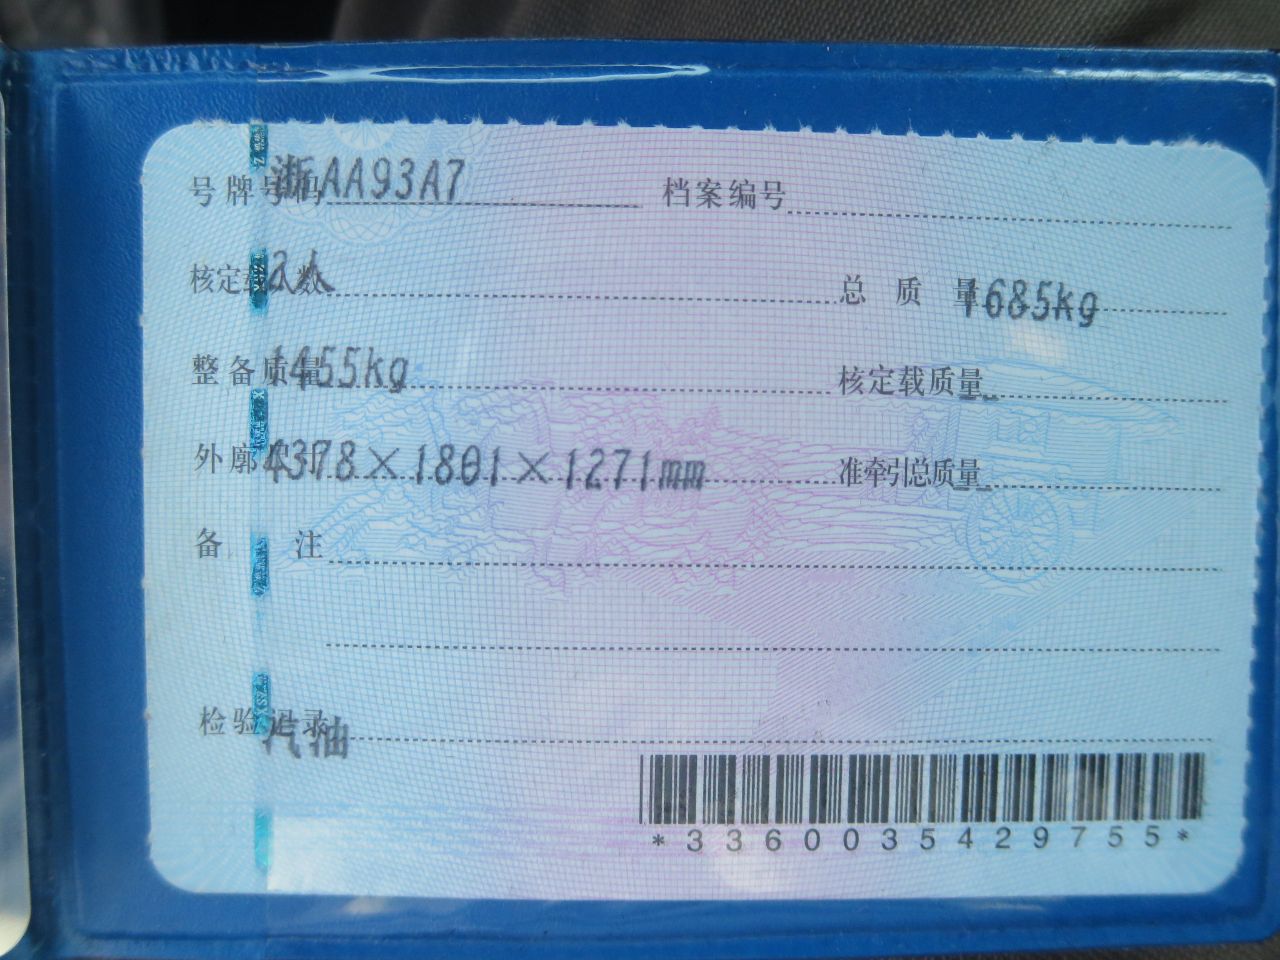 号牌号码 浙AA93A7 档案编号
核定载人数 2人 总质量 1685kg
整备质量 1455kg 核定载质量 --
外廓尺寸 4378×1801×1271mm 准牵引总质量 --
备注
检验记录 汽油
*3360035429755*